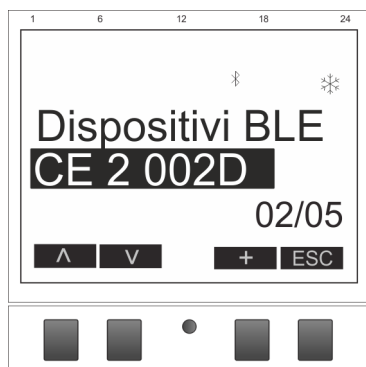 1 6 12 18 24
Dispositivi BLE
CE 2 002D
02/05
˄ ˅ + ESC